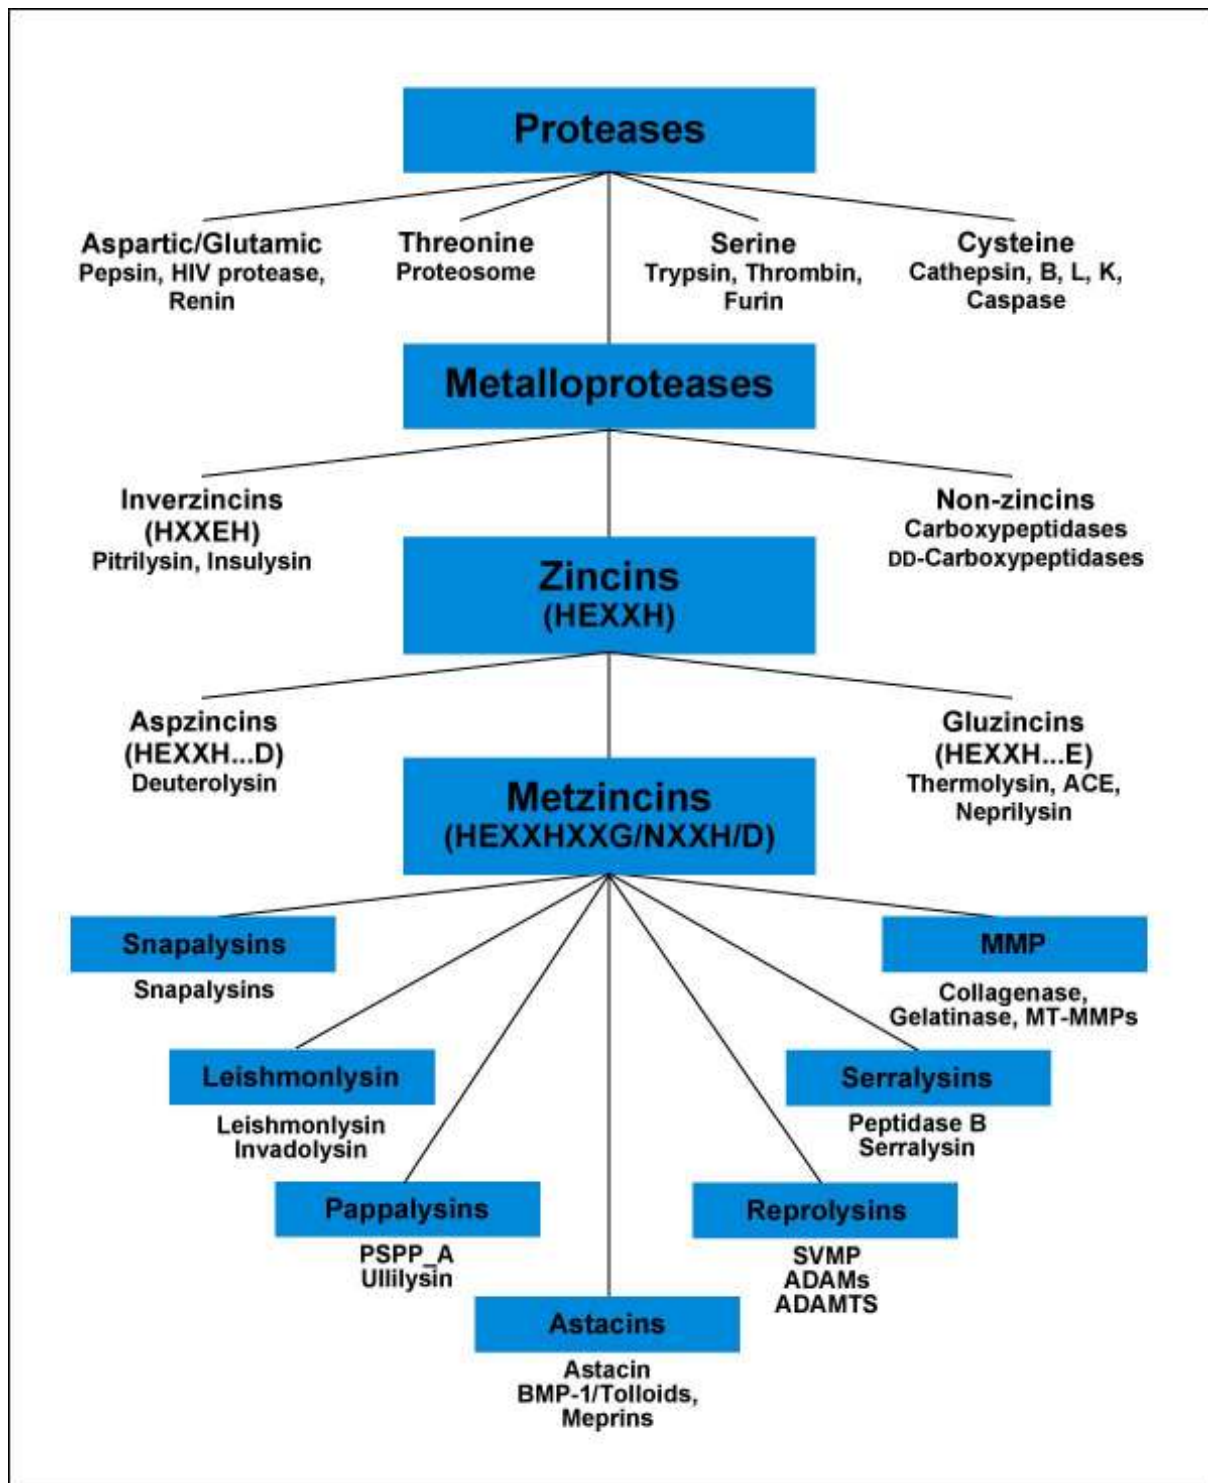 Proteases
Aspartic/Glutamic
Pepsin, HIV protease,
Renin
Threonine
Proteosome
Serine
Trypsin, Thrombin,
Furin
Cysteine
Cathepsin, B, L, K,
Caspase
Metalloproteases
Inverzincins
(HXXEH)
Pitrilysin, Insulysin
Non-zincins
Carboxypeptidases
DD-Carboxypeptidases
Zincins
(HEXXH)
Aspzincins
(HEXXH...D)
Deuterolysin
Gluzincins
(HEXXH...E)
Thermolysin, ACE,
Neprilysin
Metzincins
(HEXXHXXG/NXXH/D)
Snapalysins
Snapalysins
MMP
Collagenase,
Gelatinase, MT-MMPs
Leishmonlysin
Leishmonlysin
Invadolysin
Serralysins
Peptidase B
Serralysin
Pappalysins
PSPP_A
Ullilysin
Reprolysins
SVMP
ADAMs
ADAMTS
Astacins
Astacin
BMP-1/Tolloids,
Meprins